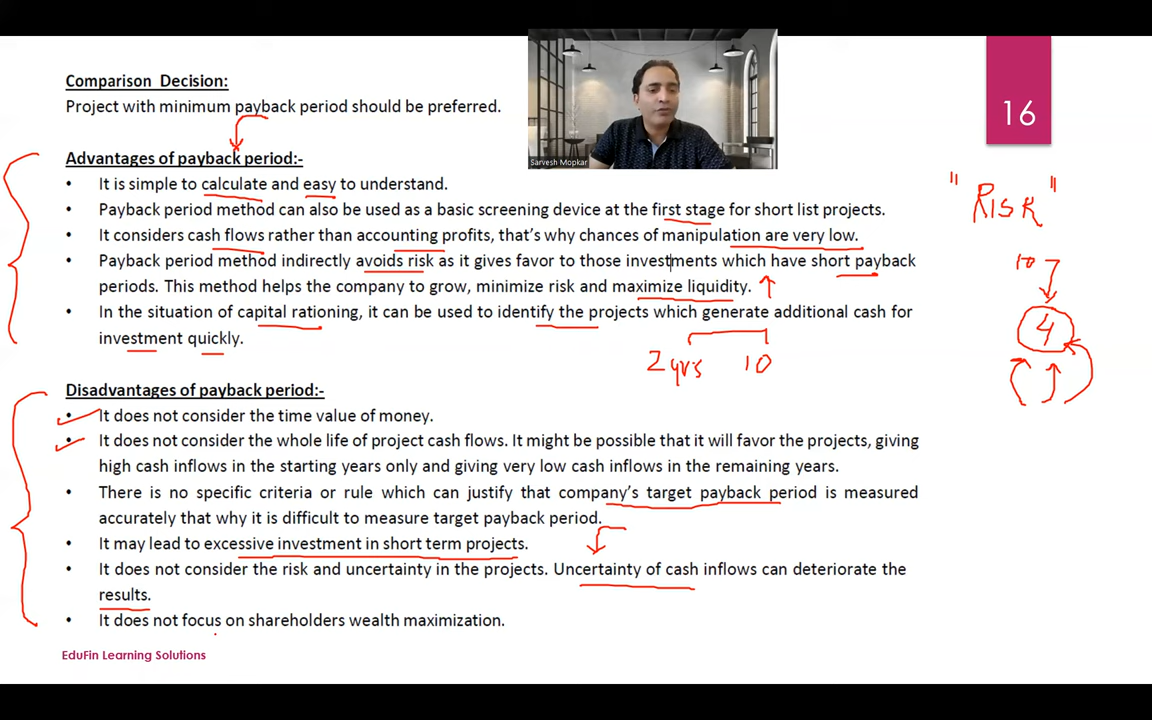 Comparison Decision:
Project with minimum payback period should be preferred.
Sarvesh Mopkar
16
Advantages of payback period:-
• It is simple to calculate and easy to understand.
• Payback period method can also be used as a basic screening device at the first stage for short list projects.
• It considers cash flows rather than accounting profits, that's why chances of manipulation are very low.
• Payback period method indirectly avoids risk as it gives favor to those investments which have short payback
periods. This method helps the company to grow, minimize risk and maximize liquidity.
• In the situation of capital rationing, it can be used to identify the projects which generate additional cash for
investment quickly.
2yrs 10
"RISK"
10
4
Disadvantages of payback period:-
• It does not consider the time value of money.
• It does not consider the whole life of project cash flows. It might be possible that it will favor the projects, giving
high cash inflows in the starting years only and giving very low cash inflows in the remaining years.
• There is no specific criteria or rule which can justify that company's target payback period is measured
accurately that why it is difficult to measure target payback period.
• It may lead to excessive investment in short term projects.
• It does not consider the risk and uncertainty in the projects. Uncertainty of cash inflows can deteriorate the
results.
• It does not focus on shareholders wealth maximization.
EduFin Learning Solutions